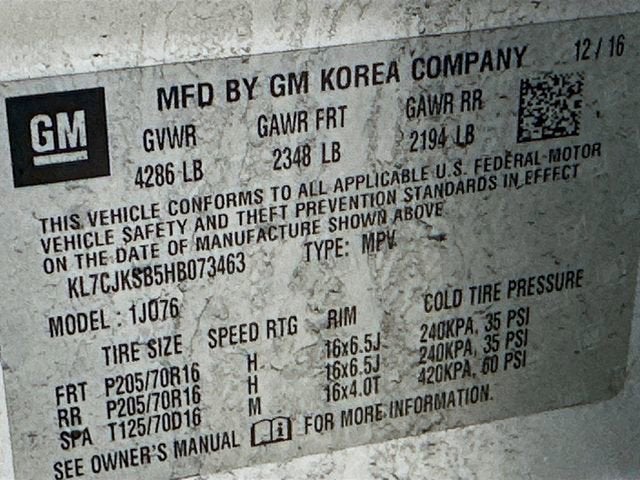 MFD BY GM KOREA COMPANY 12/16
GM
GVWR GAWR FRT GAWR RR
4286 LB 2348 LB 2194 LB
THIS VEHICLE CONFORMS TO ALL APPLICABLE U.S. FEDERAL MOTOR
VEHICLE SAFETY AND THEFT PREVENTION STANDARDS IN EFFECT
ON THE DATE OF MANUFACTURE SHOWN ABOVE
KL7CJKSB5HB073463 TYPE: MPV
MODEL : 1JO76
TIRE SIZE SPEED RTG RIM COLD TIRE PRESSURE
FRT P205/70R16 H 16x6.5J 240KPA, 35 PSI
RR P205/70R16 H 16x6.5J 240KPA, 35 PSI
SPA T125/70D16 M 16x4.0T 420KPA, 60 PSI
SEE OWNER'S MANUAL FOR MORE INFORMATION.